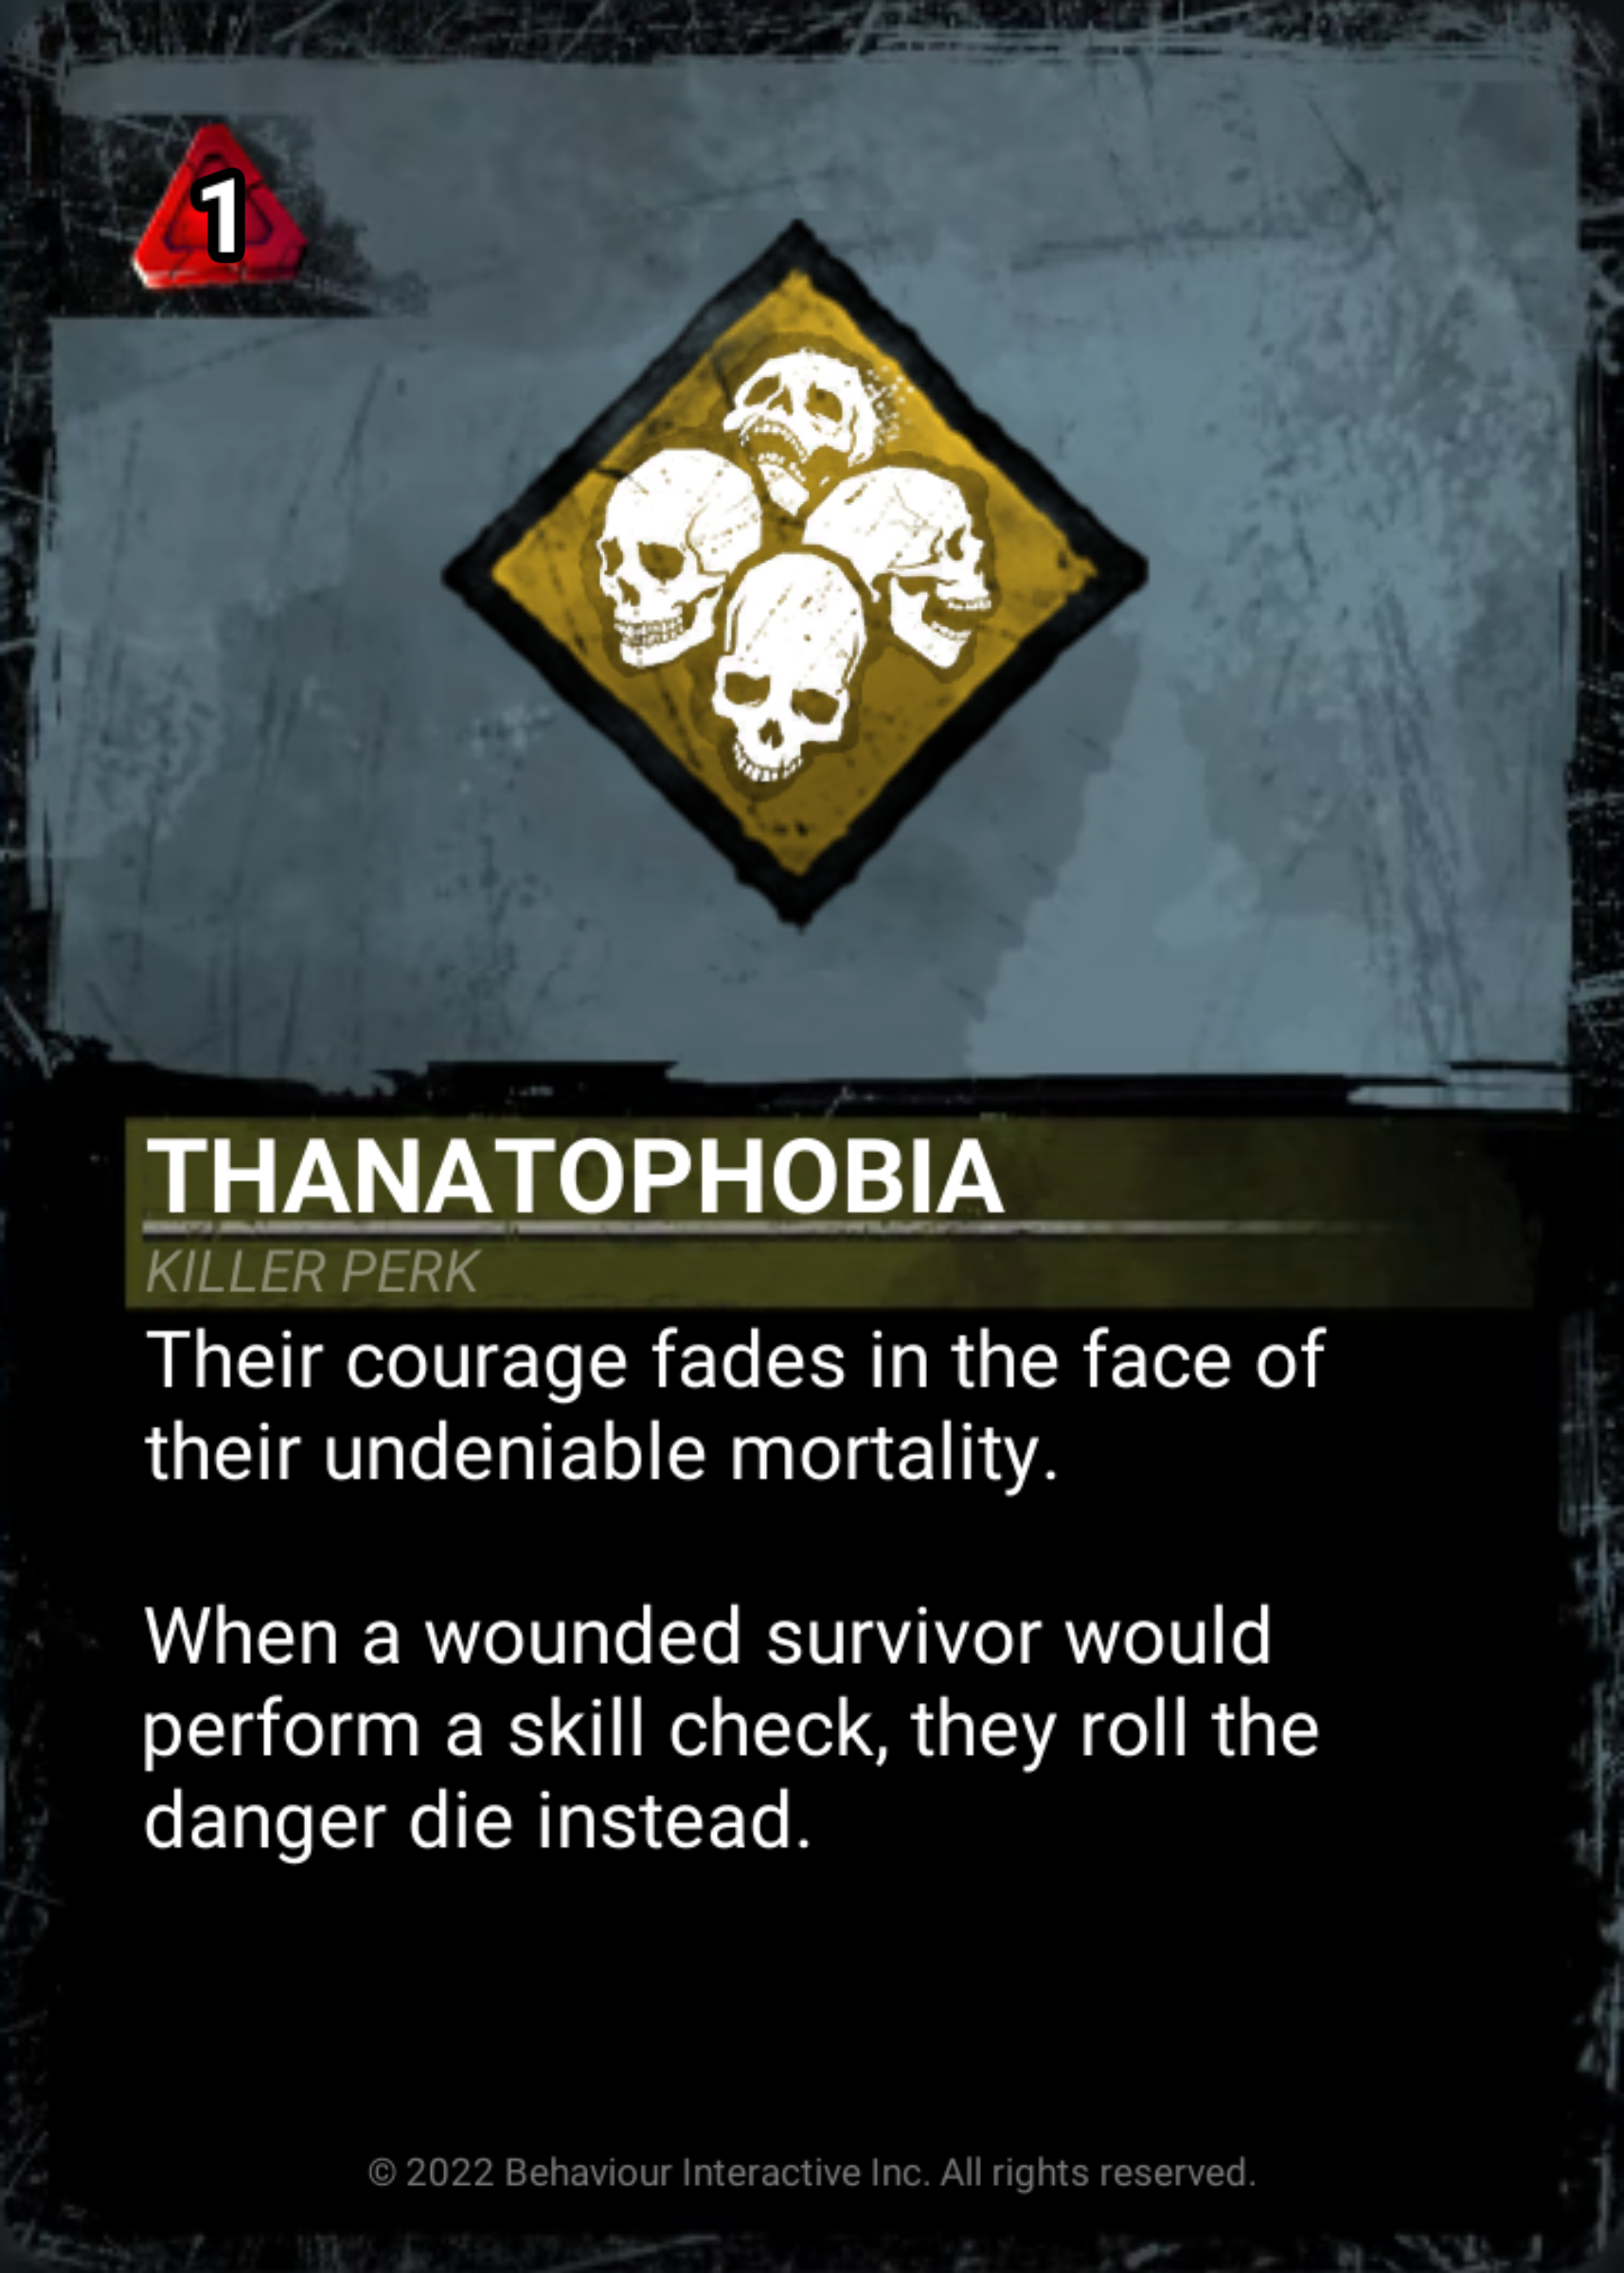 1
THANATOPHOBIA
KILLER PERK
Their courage fades in the face of
their undeniable mortality.
When a wounded survivor would
perform a skill check, they roll the
danger die instead.
© 2022 Behaviour Interactive Inc. All rights reserved.